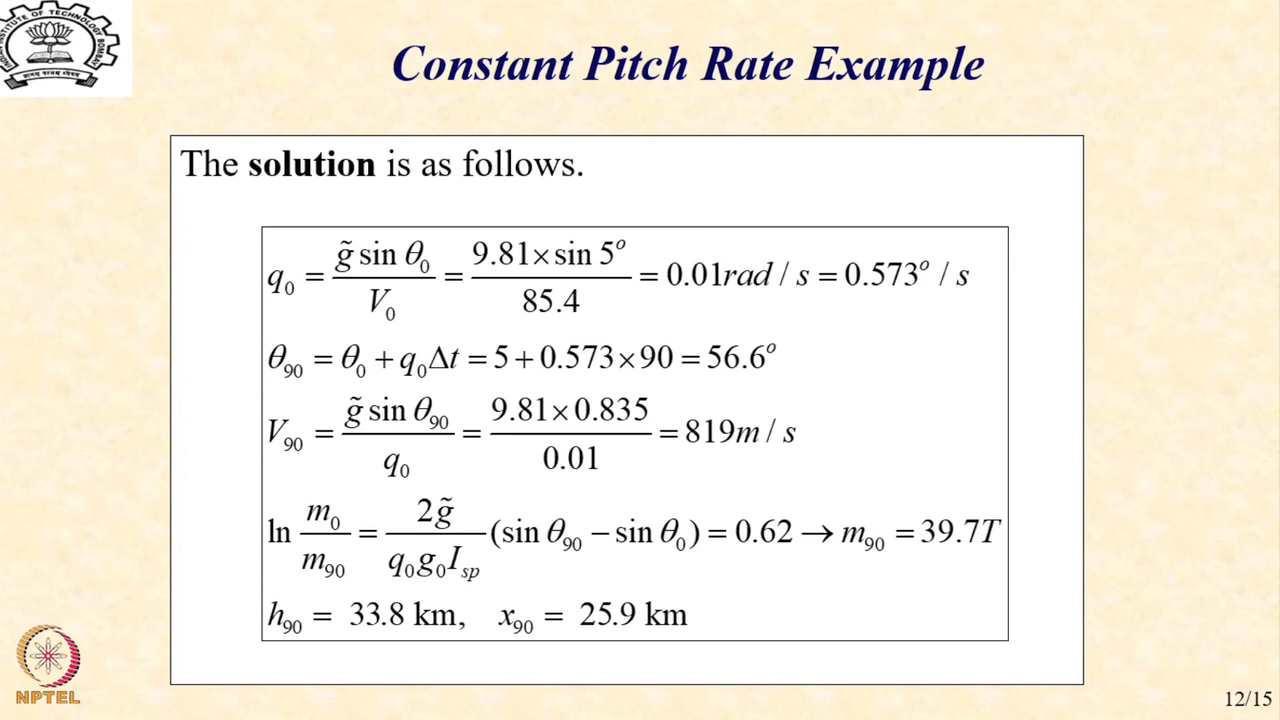 Constant Pitch Rate Example
The solution is as follows.
q₀ = g̃ sin θ₀ / V₀ = 9.81 × sin 5° / 85.4 = 0.01rad / s = 0.573° / s
θ₉₀ = θ₀ + q₀Δt = 5 + 0.573 × 90 = 56.6°
V₉₀ = g̃ sin θ₉₀ / q₀ = 9.81 × 0.835 / 0.01 = 819m / s
ln m₀ / m₉₀ = 2g̃ / q₀g₀I_sp (sin θ₉₀ − sin θ₀) = 0.62 → m₉₀ = 39.7T
h₉₀ = 33.8 km, x₉₀ = 25.9 km
NPTEL
12/15